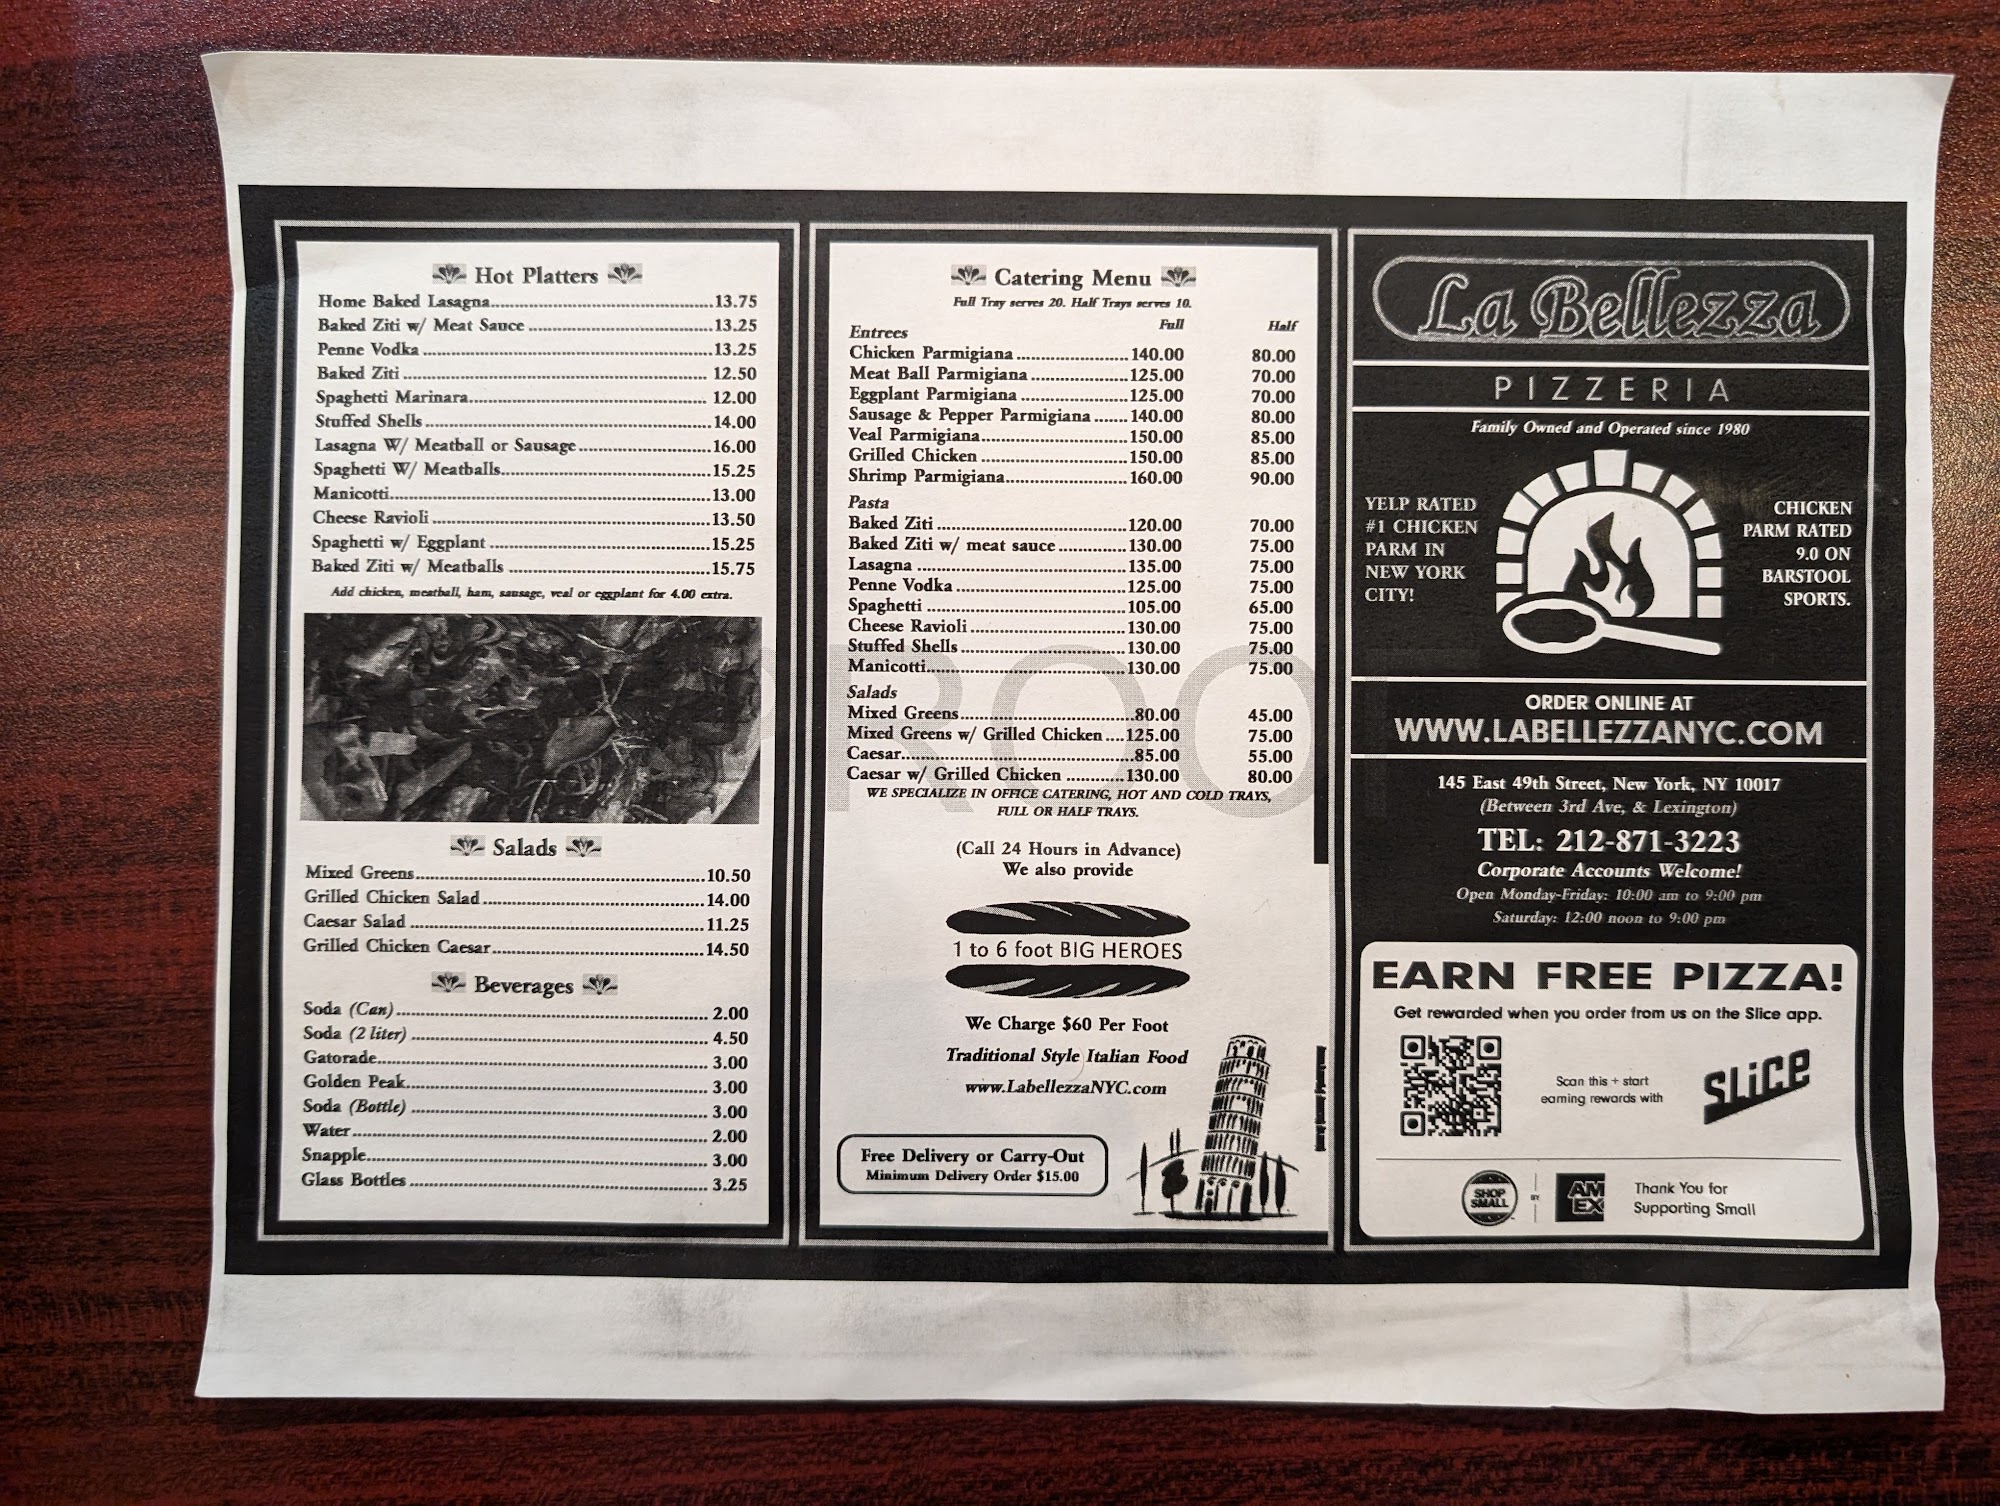 Hot Platters
Home Baked Lasagna 13.75
Baked Ziti w/ Meat Sauce 13.25
Penne Vodka 13.25
Baked Ziti 12.50
Spaghetti Marinara 12.00
Stuffed Shells 14.00
Lasagna W/ Meatball or Sausage 16.00
Spaghetti W/ Meatballs 15.25
Manicotti 13.00
Cheese Ravioli 13.50
Spaghetti w/ Eggplant 15.25
Baked Ziti w/ Meatballs 15.75
Add chicken, meatball, ham, sausage, veal or eggplant for 4.00 extra.
Salads
Mixed Greens 10.50
Grilled Chicken Salad 14.00
Caesar Salad 11.25
Grilled Chicken Caesar 14.50
Beverages
Soda (Can) 2.00
Soda (2 liter) 4.50
Gatorade 3.00
Golden Peak 3.00
Soda (Bottle) 3.00
Water 2.00
Snapple 3.00
Glass Bottles 3.25
Catering Menu
Full Tray serves 20. Half Trays serves 10.
Entrees Full Half
Chicken Parmigiana 140.00 80.00
Meat Ball Parmigiana 125.00 70.00
Eggplant Parmigiana 125.00 70.00
Sausage & Pepper Parmigiana 140.00 80.00
Veal Parmigiana 150.00 85.00
Grilled Chicken 150.00 85.00
Shrimp Parmigiana 160.00 90.00
Pasta
Baked Ziti 120.00 70.00
Baked Ziti w/ meat sauce 130.00 75.00
Lasagna 135.00 75.00
Penne Vodka 125.00 75.00
Spaghetti 105.00 65.00
Cheese Ravioli 130.00 75.00
Stuffed Shells 130.00 75.00
Manicotti 130.00 75.00
Salads
Mixed Greens 80.00 45.00
Mixed Greens w/ Grilled Chicken 125.00 75.00
Caesar 85.00 55.00
Caesar w/ Grilled Chicken 130.00 80.00
WE SPECIALIZE IN OFFICE CATERING, HOT AND COLD TRAYS,
FULL OR HALF TRAYS.
(Call 24 Hours in Advance)
We also provide
1 to 6 foot BIG HEROES
We Charge $60 Per Foot
Traditional Style Italian Food
www.LabellezzaNYC.com
Free Delivery or Carry-Out
Minimum Delivery Order $15.00
PROO
La Bellezza
PIZZERIA
Family Owned and Operated since 1980
YELP RATED
#1 CHICKEN
PARM IN
NEW YORK
CITY!
CHICKEN
PARM RATED
9.0 ON
BARSTOOL
SPORTS.
ORDER ONLINE AT
WWW.LABELLEZZANYC.COM
145 East 49th Street, New York, NY 10017
(Between 3rd Ave, & Lexington)
TEL: 212-871-3223
Corporate Accounts Welcome!
Open Monday-Friday: 10:00 am to 9:00 pm
Saturday: 12:00 noon to 9:00 pm
EARN FREE PIZZA!
Get rewarded when you order from us on the Slice app.
Scan this + start
earning rewards with
SLiCE
SHOP
SMALL
BY
AM
EX
Thank You for
Supporting Small